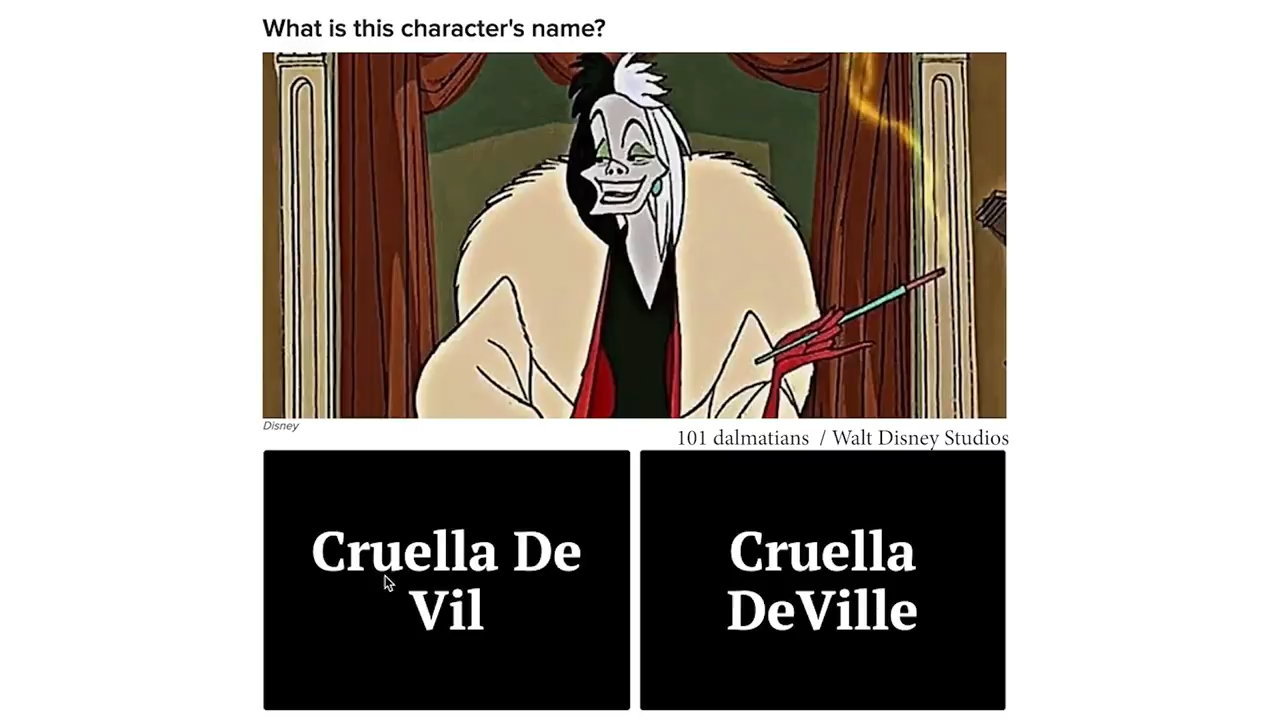 What is this character's name?
Disney
101 dalmatians / Walt Disney Studios
Cruella De
Vil
Cruella
DeVille